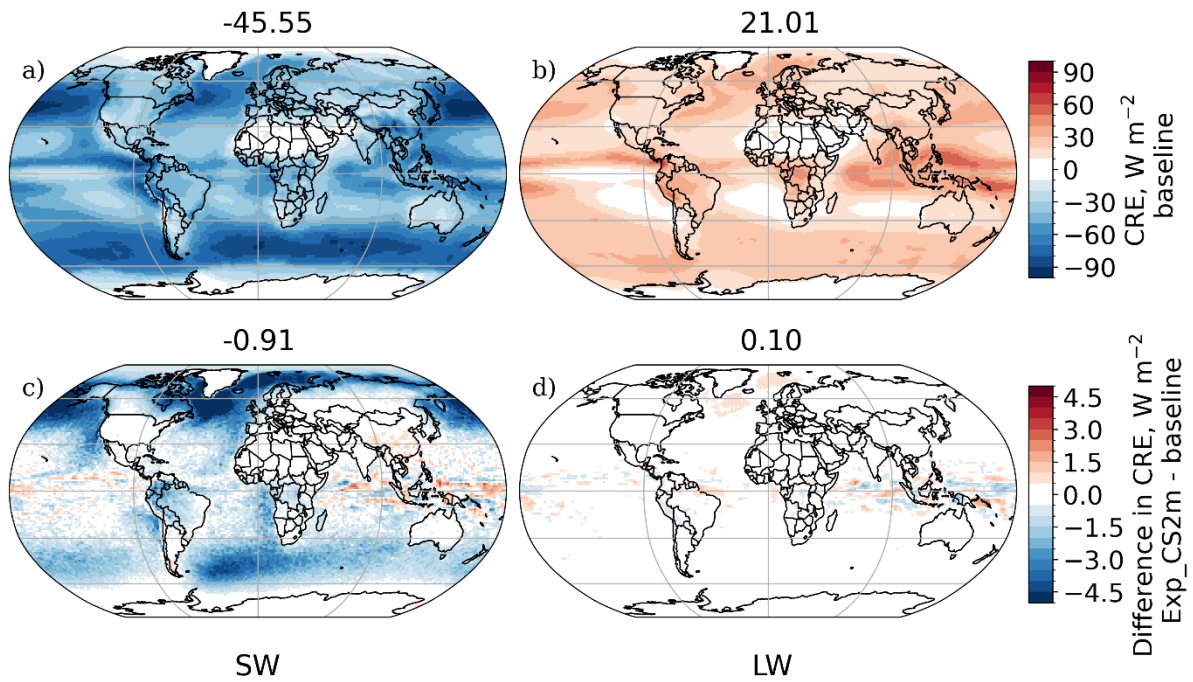 -45.55
21.01
a)
b)
90
60
30
0
−30
−60
−90
CRE, W m⁻²
baseline
-0.91
0.10
c)
d)
4.5
3.0
1.5
0.0
−1.5
−3.0
−4.5
Difference in CRE, W m⁻²
Exp_CS2m - baseline
SW
LW